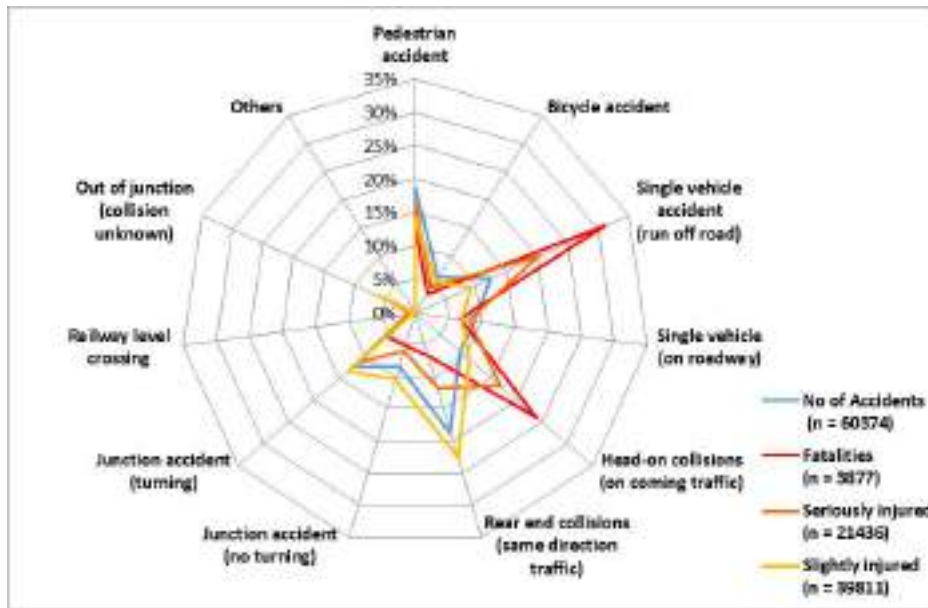 Pedestrian
accident
35%
30%
25%
20%
15%
10%
5%
0%
Bicycle accident
Single vehicle
accident
(run off road)
Single vehicle
(on roadway)
Head-on collisions
(on coming traffic)
Rear end collisions
(same direction
traffic)
Junction accident
(no turning)
Junction accident
(turning)
Railway level
crossing
Out of junction
(collision
unknown)
Others
No of Accidents
(n = 60374)
Fatalities
(n = 3877)
Seriously injured
(n = 21436)
Slightly injured
(n = 39811)